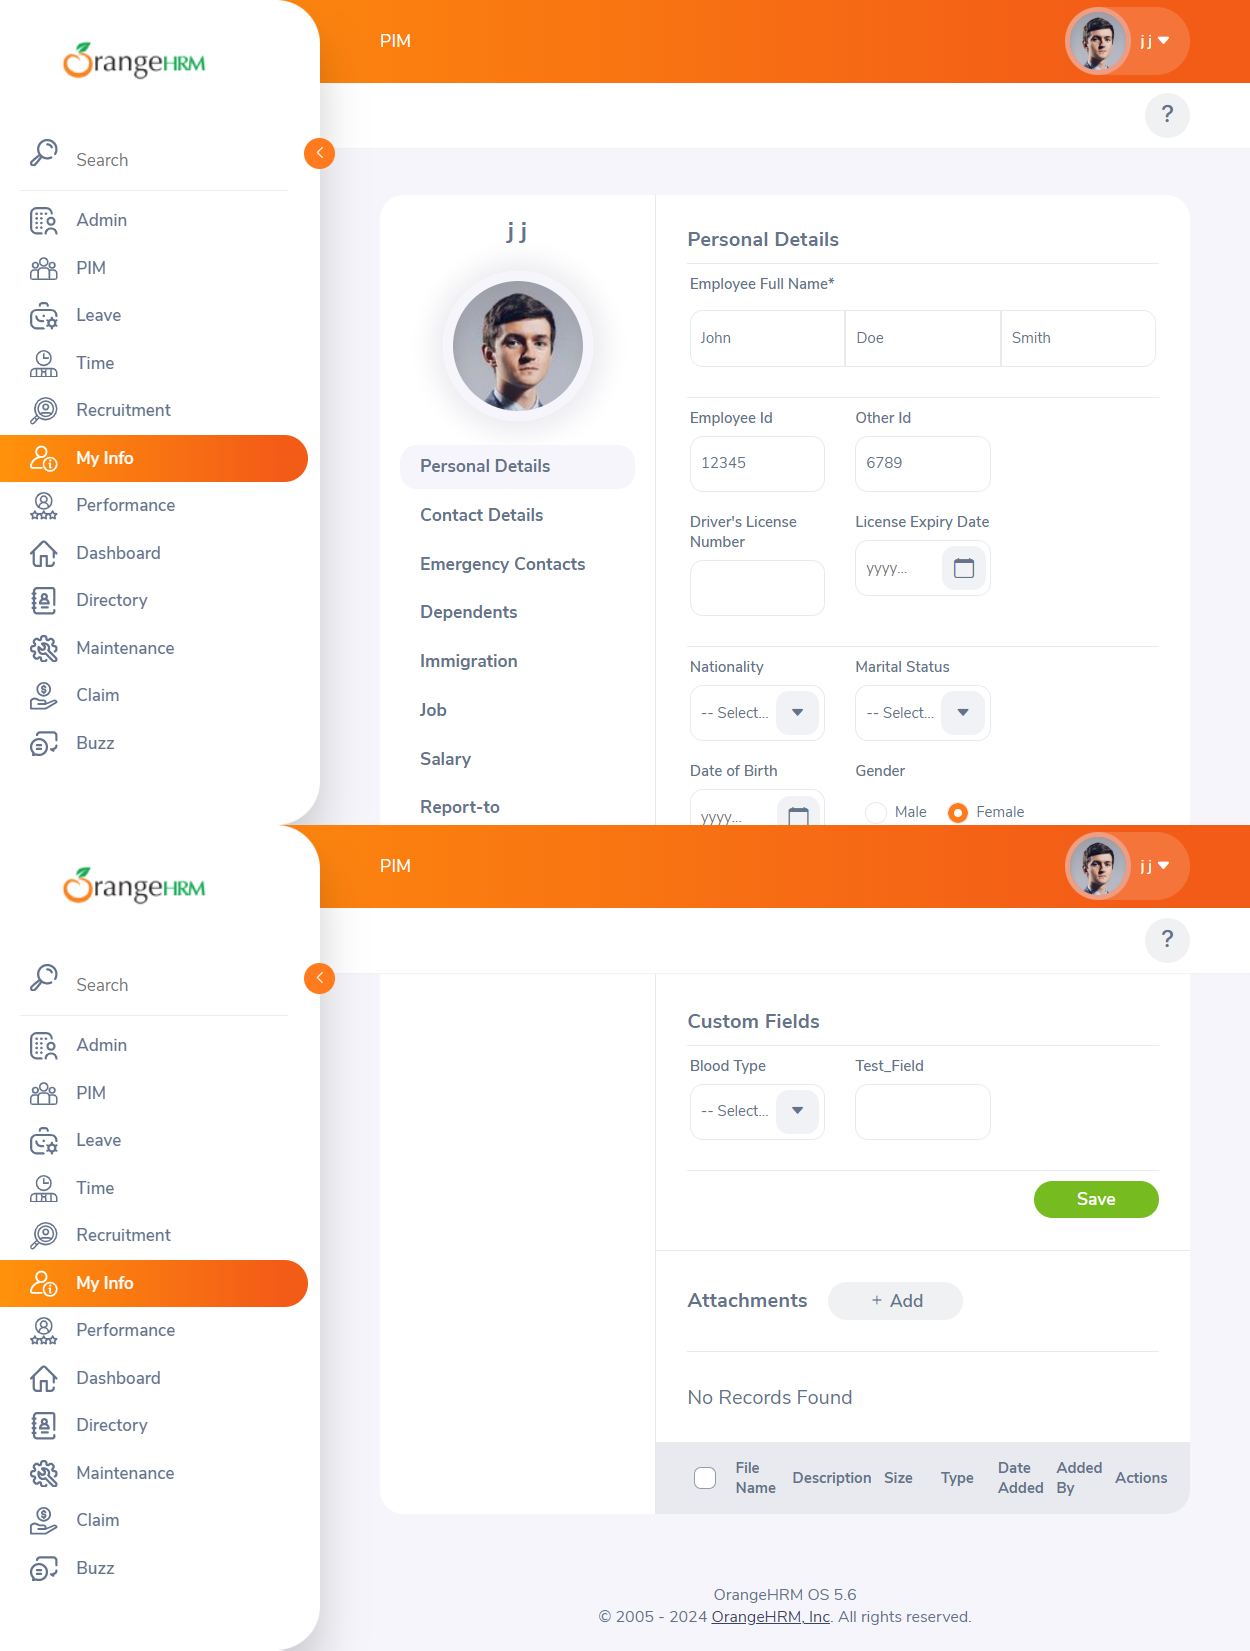 OrangeHRM
PIM
j j
?
Search
Admin
PIM
Leave
Time
Recruitment
My Info
Performance
Dashboard
Directory
Maintenance
Claim
Buzz
j j
Personal Details
Contact Details
Emergency Contacts
Dependents
Immigration
Job
Salary
Report-to
Personal Details
Employee Full Name*
John Doe Smith
Employee Id Other Id
12345 6789
Driver's License License Expiry Date
Number
yyyy...
Nationality Marital Status
-- Select... -- Select...
Date of Birth Gender
yyyy... Male Female
OrangeHRM
PIM
j j
?
Search
Admin
PIM
Leave
Time
Recruitment
My Info
Performance
Dashboard
Directory
Maintenance
Claim
Buzz
Custom Fields
Blood Type Test_Field
-- Select...
Save
Attachments + Add
No Records Found
File Name Description Size Type Date Added Added By Actions
OrangeHRM OS 5.6
© 2005 - 2024 OrangeHRM, Inc. All rights reserved.